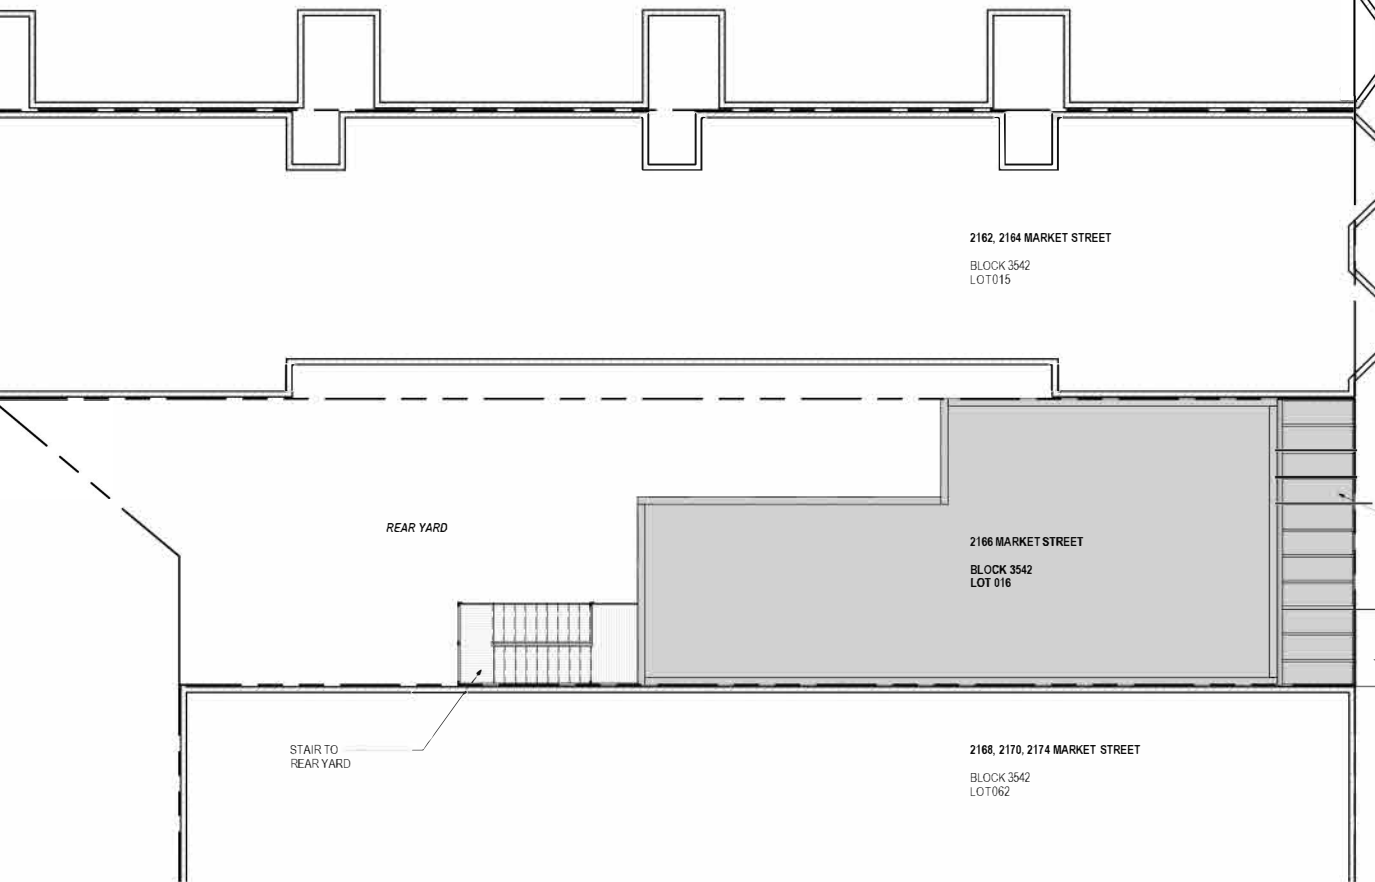 2162, 2164 MARKET STREET
BLOCK 3542
LOT015
REAR YARD
2166 MARKET STREET
BLOCK 3542
LOT 016
STAIR TO
REAR YARD
2168, 2170, 2174 MARKET STREET
BLOCK 3542
LOT062